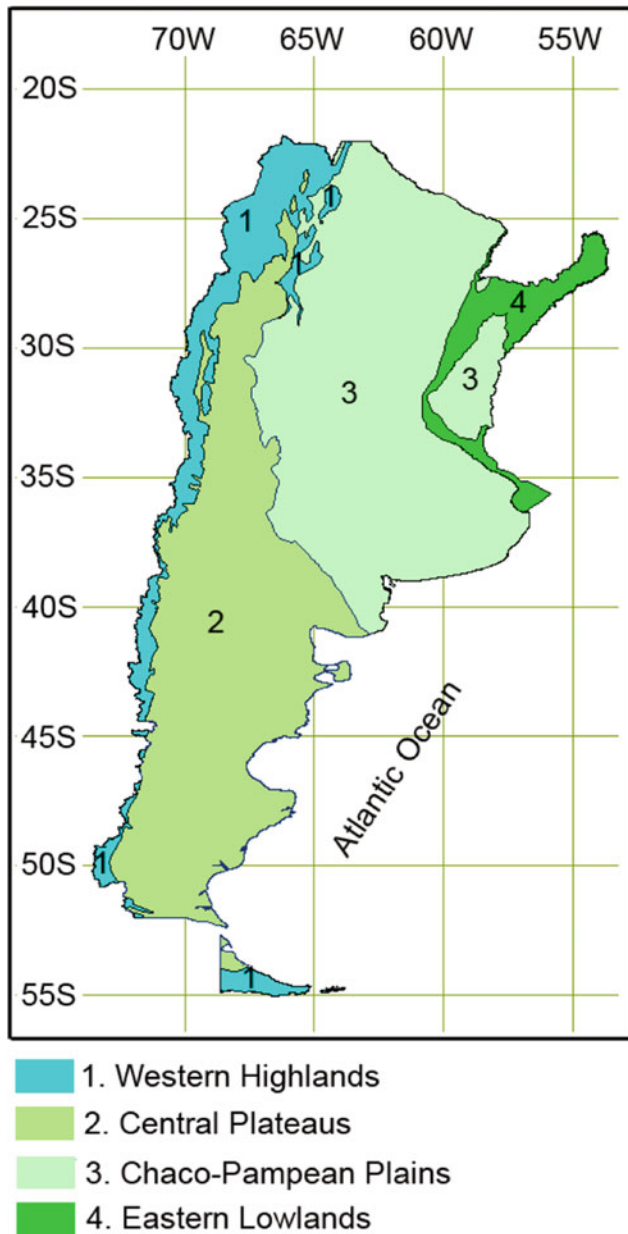 70W 65W 60W 55W
20S
25S
30S
35S
40S
45S
50S
55S
1
1
1
4
3
3
2
Atlantic Ocean
1
1
1. Western Highlands
2. Central Plateaus
3. Chaco-Pampean Plains
4. Eastern Lowlands